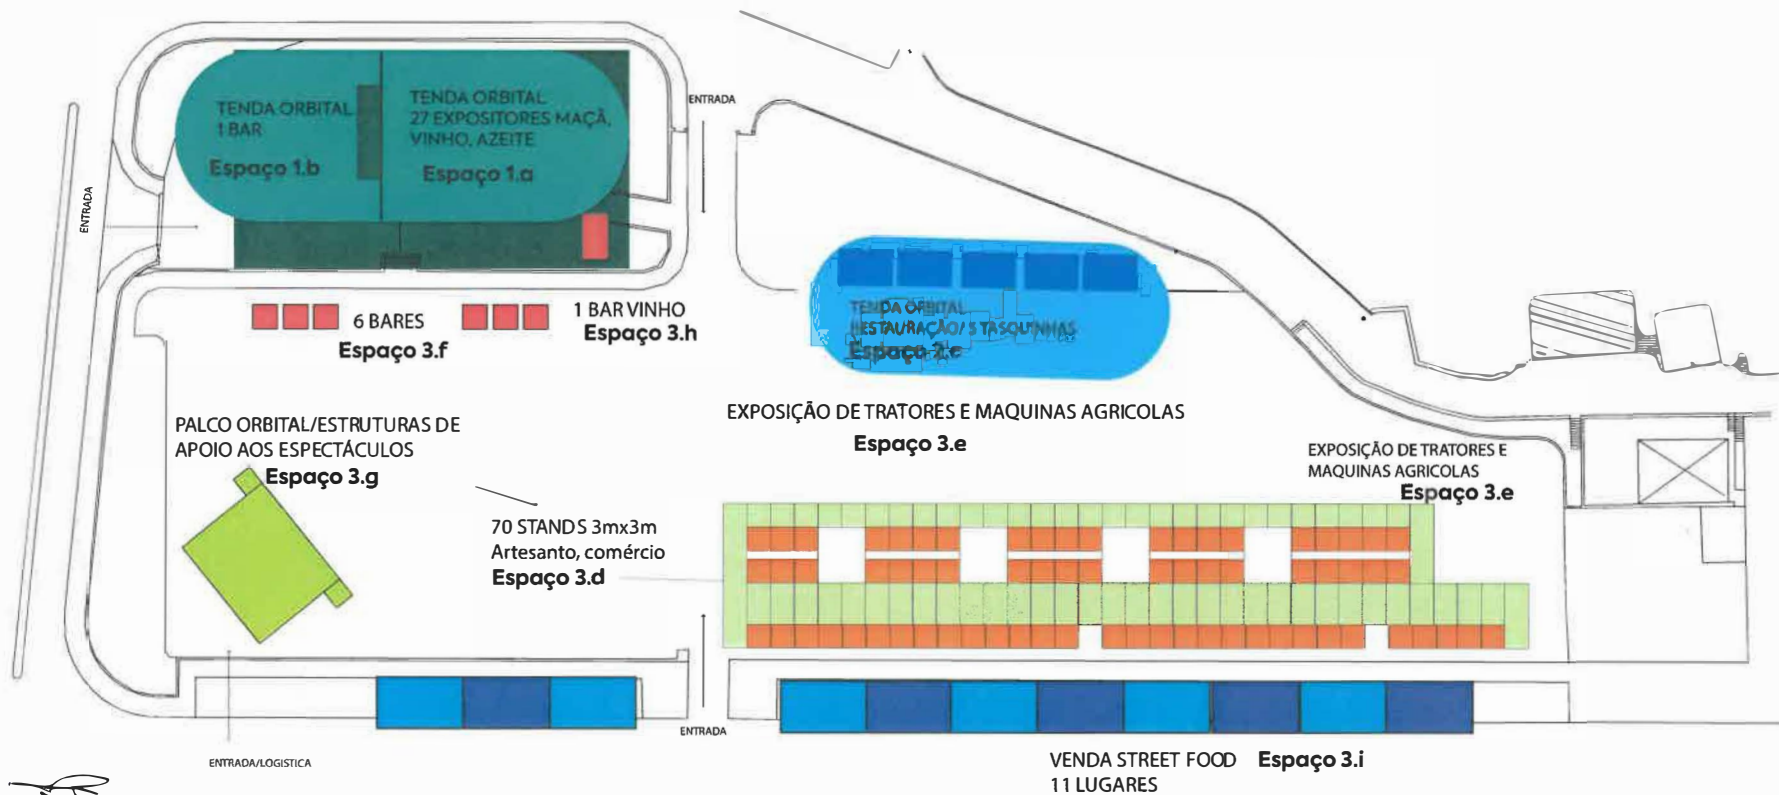 ENTRADA
TENDA ORBITAL
1 BAR
Espaço 1.b
TENDA ORBITAL
27 EXPOSITORES MAÇÃ,
VINHO, AZEITE
Espaço 1.a
ENTRADA
6 BARES
Espaço 3.f
1 BAR VINHO
Espaço 3.h
TENDA ORBITAL
RESTAURAÇÃO/ 5 TASQUINHAS
Espaço
EXPOSIÇÃO DE TRATORES E MAQUINAS AGRICOLAS
Espaço 3.e
PALCO ORBITAL/ESTRUTURAS DE
APOIO AOS ESPECTÁCULOS
Espaço 3.g
EXPOSIÇÃO DE TRATORES E
MAQUINAS AGRICOLAS
Espaço 3.e
70 STANDS 3mx3m
Artesanto, comércio
Espaço 3.d
ENTRADA
ENTRADA/LOGISTICA
VENDA STREET FOOD Espaço 3.i
11 LUGARES